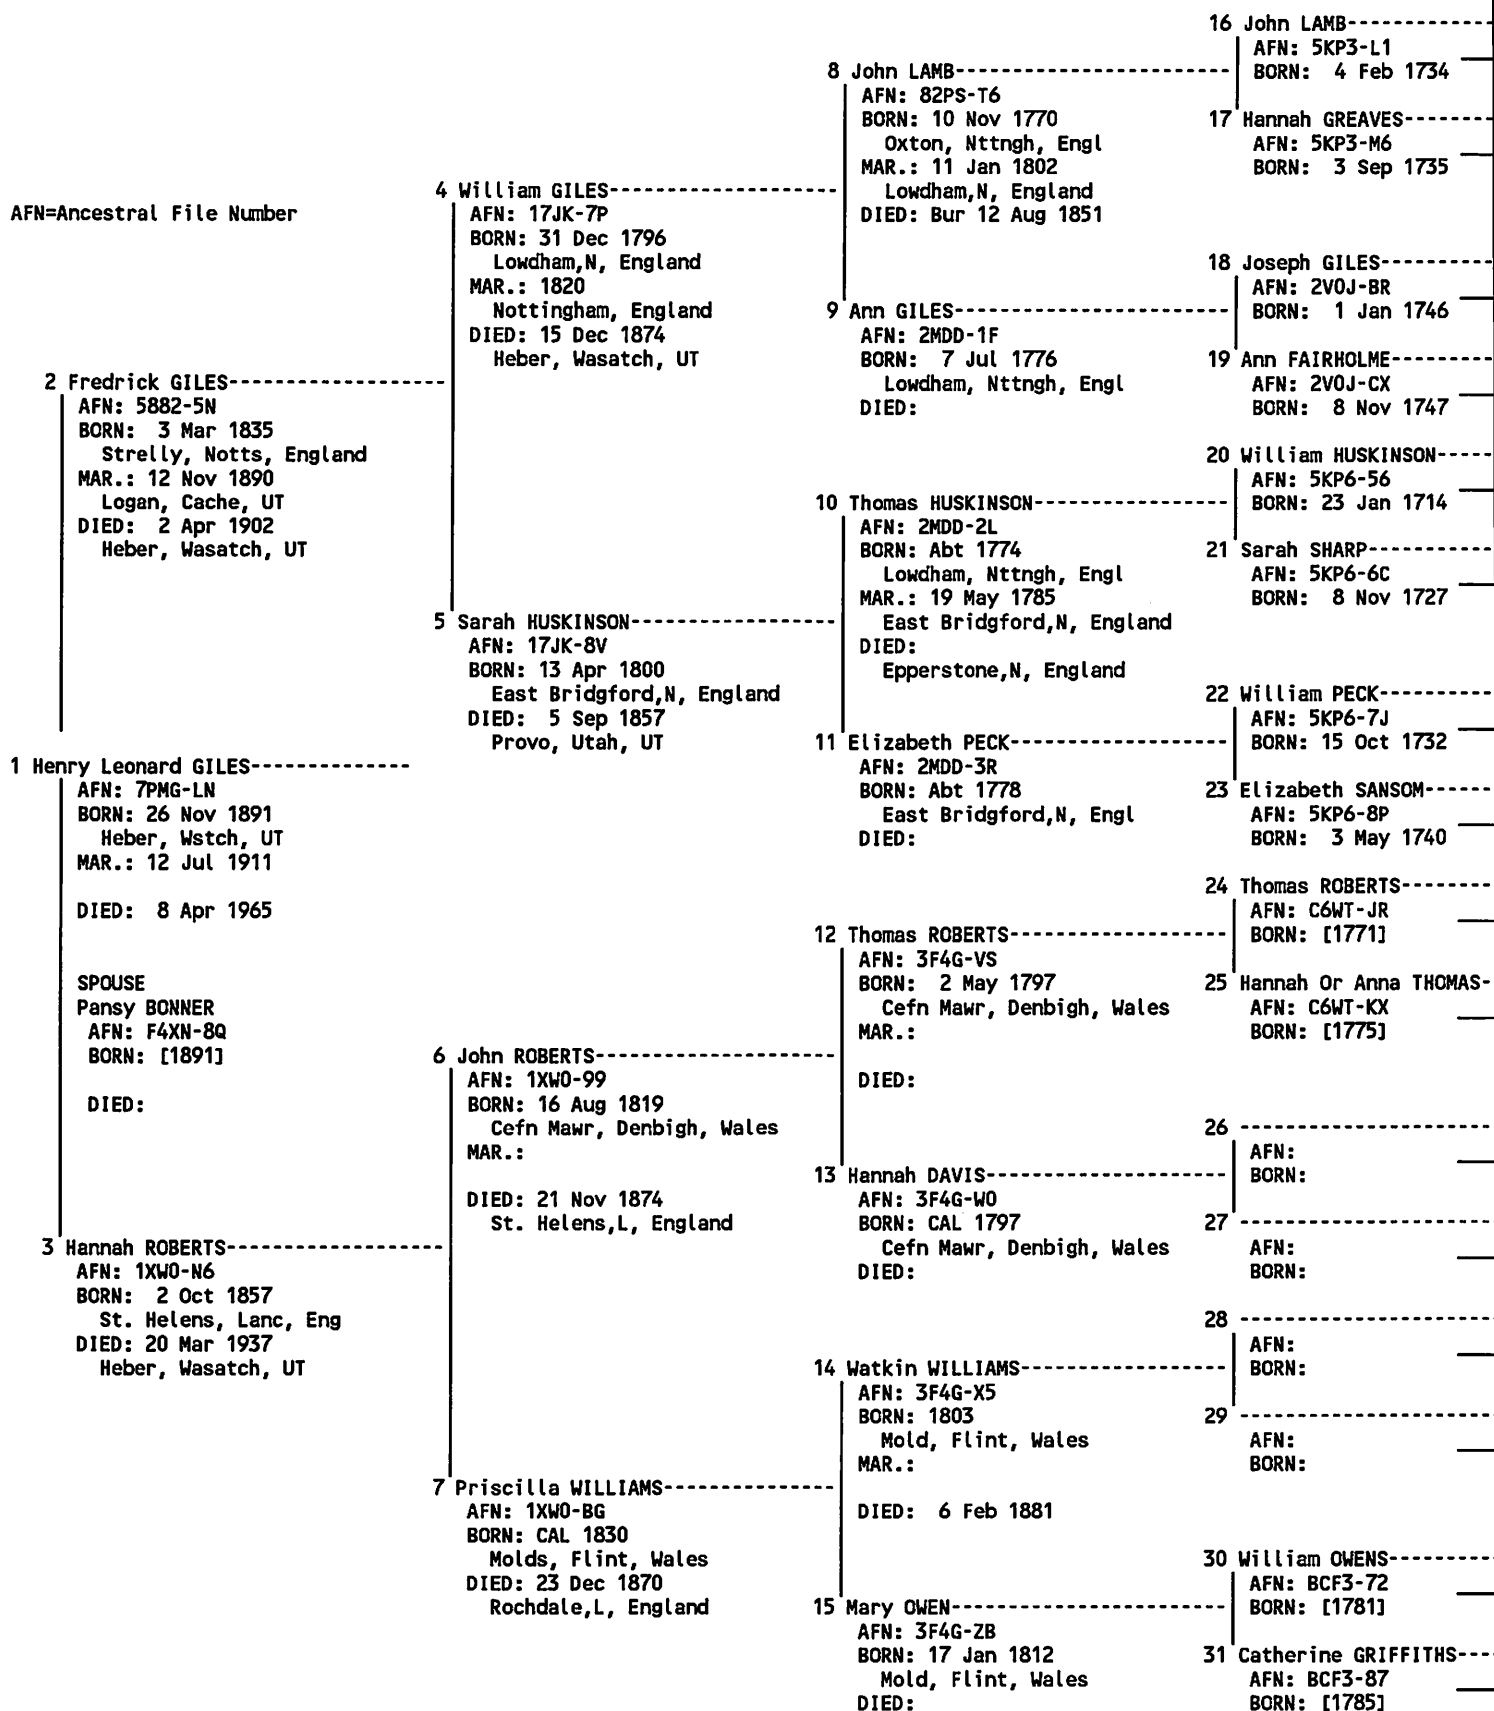 AFN=Ancestral File Number
1 Henry Leonard GILES--------------
AFN: 7PMG-LN
BORN: 26 Nov 1891
Heber, Wstch, UT
MAR.: 12 Jul 1911
DIED: 8 Apr 1965
SPOUSE
Pansy BONNER
AFN: F4XN-8Q
BORN: [1891]
DIED:
2 Fredrick GILES-------------------
AFN: 5882-5N
BORN: 3 Mar 1835
Strelly, Notts, England
MAR.: 12 Nov 1890
Logan, Cache, UT
DIED: 2 Apr 1902
Heber, Wasatch, UT
3 Hannah ROBERTS-------------------
AFN: 1XW0-N6
BORN: 2 Oct 1857
St. Helens, Lanc, Eng
DIED: 20 Mar 1937
Heber, Wasatch, UT
4 William GILES--------------------
AFN: 17JK-7P
BORN: 31 Dec 1796
Lowdham,N, England
MAR.: 1820
Nottingham, England
DIED: 15 Dec 1874
Heber, Wasatch, UT
5 Sarah HUSKINSON------------------
AFN: 17JK-8V
BORN: 13 Apr 1800
East Bridgford,N, England
DIED: 5 Sep 1857
Provo, Utah, UT
6 John ROBERTS---------------------
AFN: 1XW0-99
BORN: 16 Aug 1819
Cefn Mawr, Denbigh, Wales
MAR.:
DIED: 21 Nov 1874
St. Helens,L, England
7 Priscilla WILLIAMS---------------
AFN: 1XW0-BG
BORN: CAL 1830
Molds, Flint, Wales
DIED: 23 Dec 1870
Rochdale,L, England
8 John LAMB------------------------
AFN: 82PS-T6
BORN: 10 Nov 1770
Oxton, Nttngh, Engl
MAR.: 11 Jan 1802
Lowdham,N, England
DIED: Bur 12 Aug 1851
9 Ann GILES------------------------
AFN: 2MDD-1F
BORN: 7 Jul 1776
Lowdham, Nttngh, Engl
DIED:
10 Thomas HUSKINSON-----------------
AFN: 2MDD-2L
BORN: Abt 1774
Lowdham, Nttngh, Engl
MAR.: 19 May 1785
East Bridgford,N, England
DIED:
Epperstone,N, England
11 Elizabeth PECK-------------------
AFN: 2MDD-3R
BORN: Abt 1778
East Bridgford,N, Engl
DIED:
12 Thomas ROBERTS-------------------
AFN: 3F4G-VS
BORN: 2 May 1797
Cefn Mawr, Denbigh, Wales
MAR.:
DIED:
13 Hannah DAVIS---------------------
AFN: 3F4G-W0
BORN: CAL 1797
Cefn Mawr, Denbigh, Wales
DIED:
14 Watkin WILLIAMS------------------
AFN: 3F4G-X5
BORN: 1803
Mold, Flint, Wales
MAR.:
DIED: 6 Feb 1881
15 Mary OWEN------------------------
AFN: 3F4G-ZB
BORN: 17 Jan 1812
Mold, Flint, Wales
DIED:
16 John LAMB-------------
AFN: 5KP3-L1
BORN: 4 Feb 1734
17 Hannah GREAVES--------
AFN: 5KP3-M6
BORN: 3 Sep 1735
18 Joseph GILES----------
AFN: 2V0J-BR
BORN: 1 Jan 1746
19 Ann FAIRHOLME---------
AFN: 2V0J-CX
BORN: 8 Nov 1747
20 William HUSKINSON-----
AFN: 5KP6-56
BORN: 23 Jan 1714
21 Sarah SHARP-----------
AFN: 5KP6-6C
BORN: 8 Nov 1727
22 William PECK----------
AFN: 5KP6-7J
BORN: 15 Oct 1732
23 Elizabeth SANSOM------
AFN: 5KP6-8P
BORN: 3 May 1740
24 Thomas ROBERTS--------
AFN: C6WT-JR
BORN: [1771]
25 Hannah Or Anna THOMAS-
AFN: C6WT-KX
BORN: [1775]
26 ----------------------
AFN:
BORN:
27 ----------------------
AFN:
BORN:
28 ----------------------
AFN:
BORN:
29 ----------------------
AFN:
BORN:
30 William OWENS---------
AFN: BCF3-72
BORN: [1781]
31 Catherine GRIFFITHS---
AFN: BCF3-87
BORN: [1785]